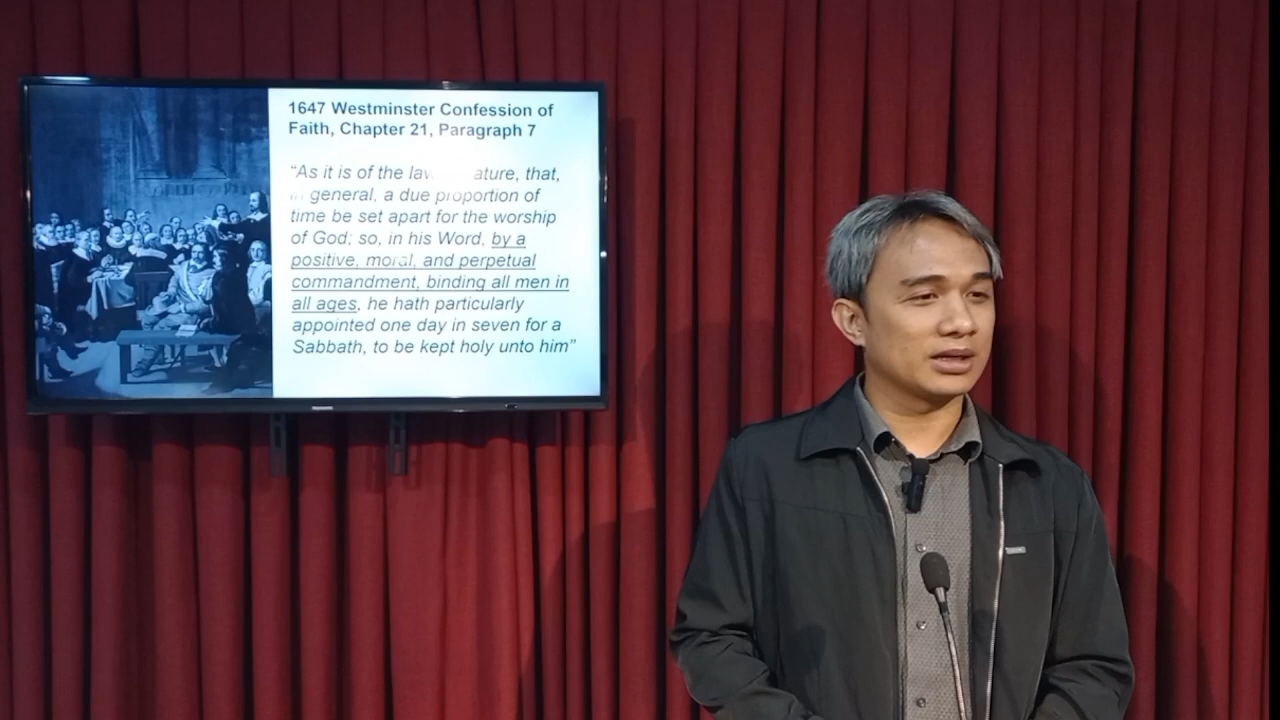 1647 Westminster Confession of
Faith, Chapter 21, Paragraph 7
“As it is of the law ature, that,
in general, a due proportion of
time be set apart for the worship
of God; so, in his Word, by a
positive, moral, and perpetual
commandment, binding all men in
all ages, he hath particularly
appointed one day in seven for a
Sabbath, to be kept holy unto him”